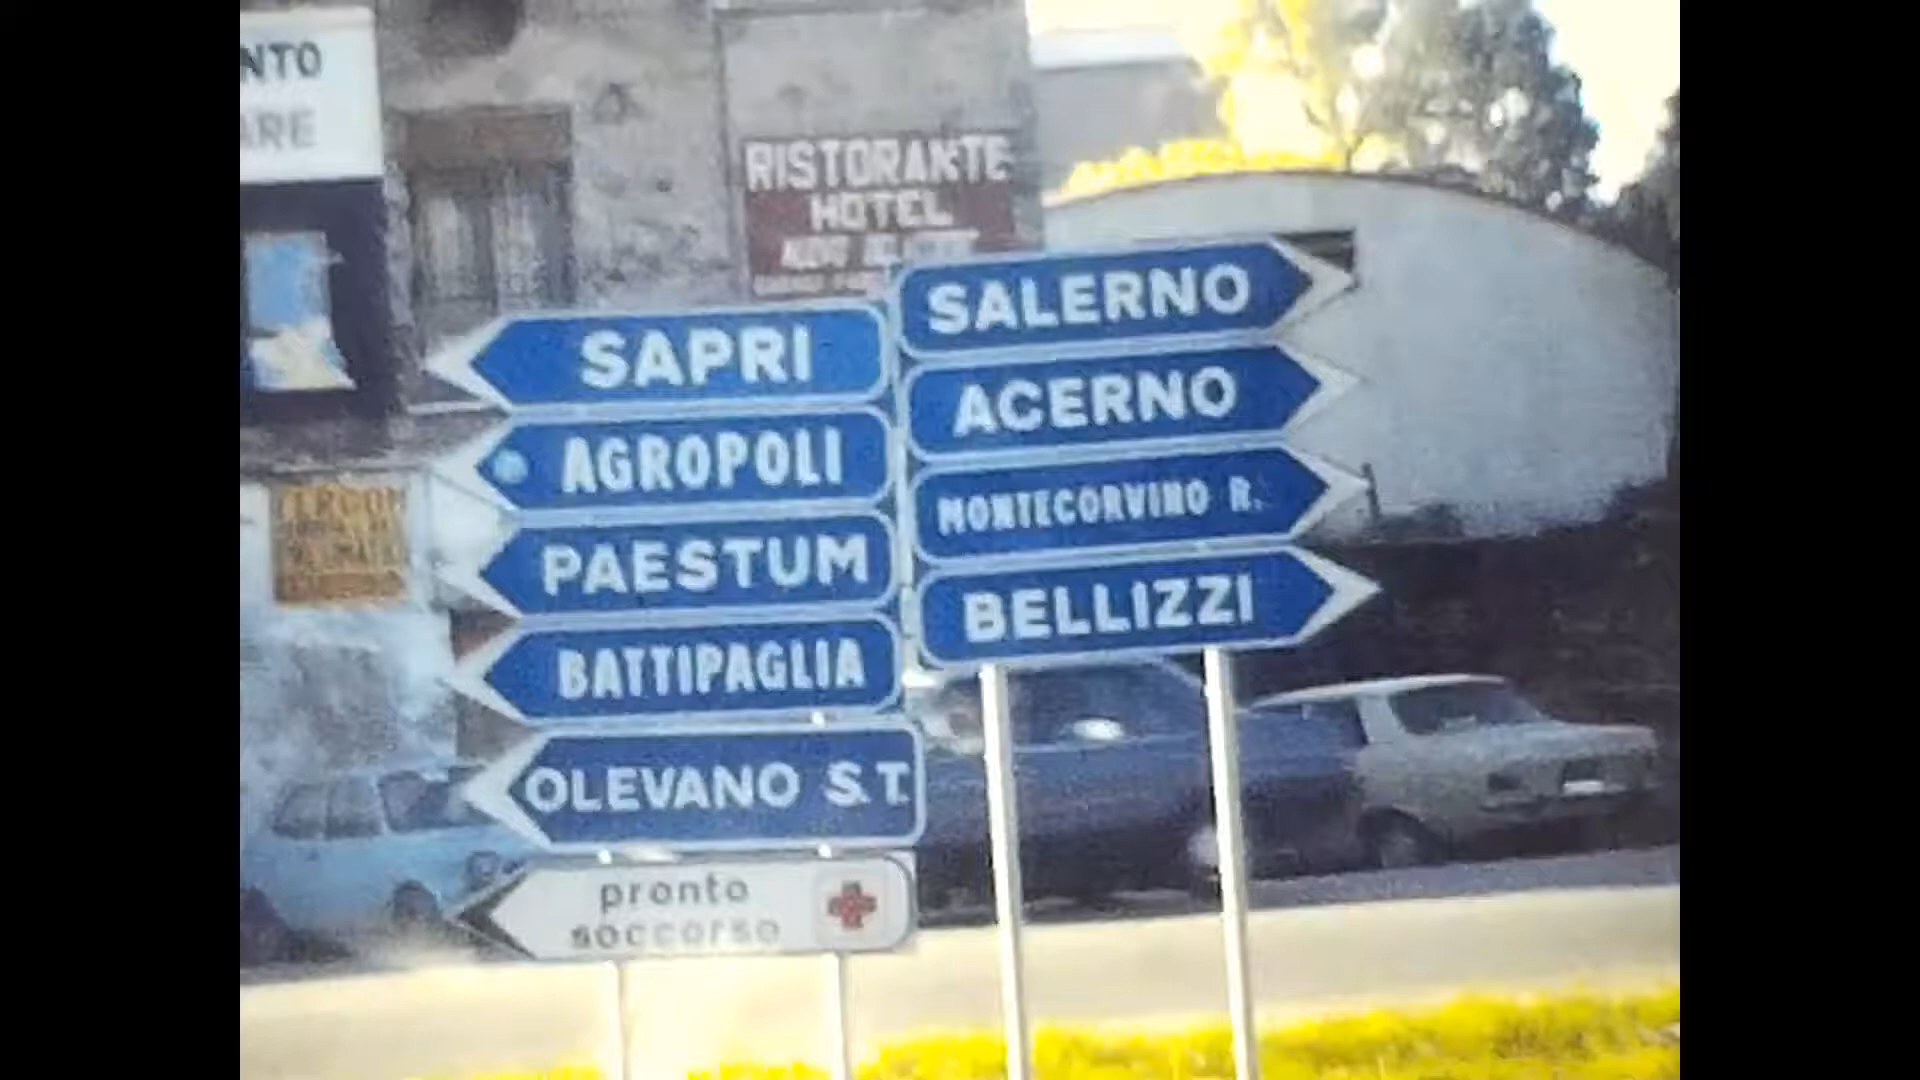 NTO
ARE
RISTORANTE
HOTEL
SAPRI
AGROPOLI
PAESTUM
BATTIPAGLIA
OLEVANO S.T.
pronto
soccorso
SALERNO
ACERNO
MONTECORVINO R.
BELLIZZI